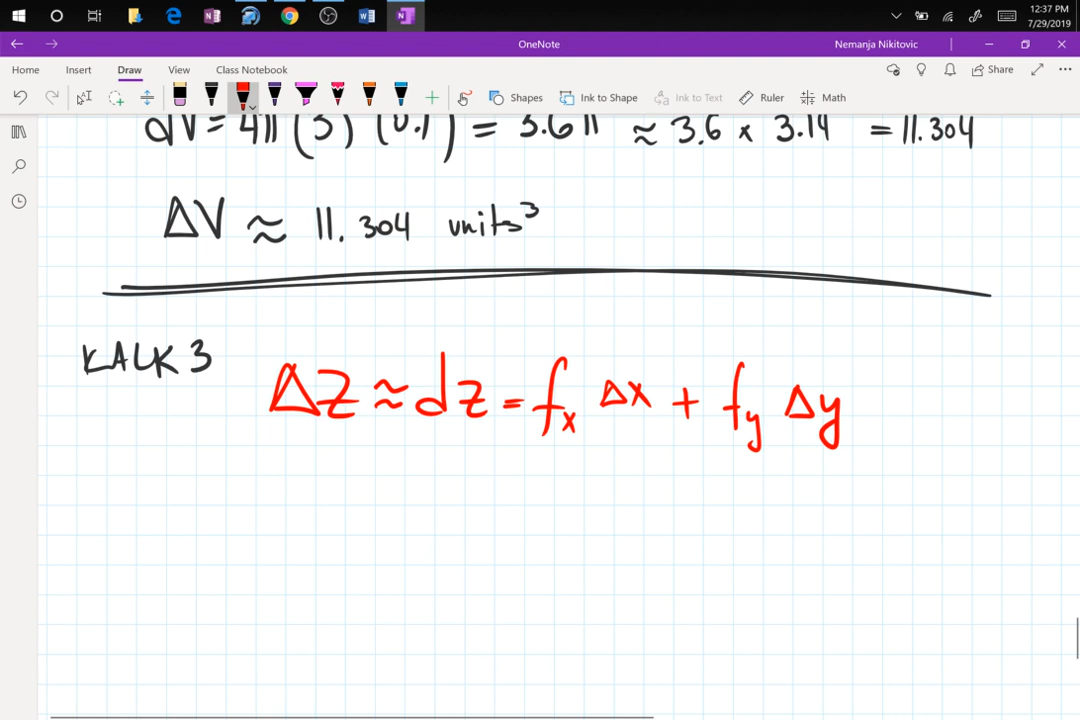 12:37 PM
7/29/2019
OneNote
Nemanja Nikitovic
Home Insert Draw View Class Notebook
Share
Shapes Ink to Shape Ink to Text Ruler Math
dV = 4π (3) (0.1) = 3.6π ≈ 3.6 × 3.14 = 11.304
ΔV ≈ 11.304 units³
KALK 3
Δz ≈ dz = fx Δx + fy Δy